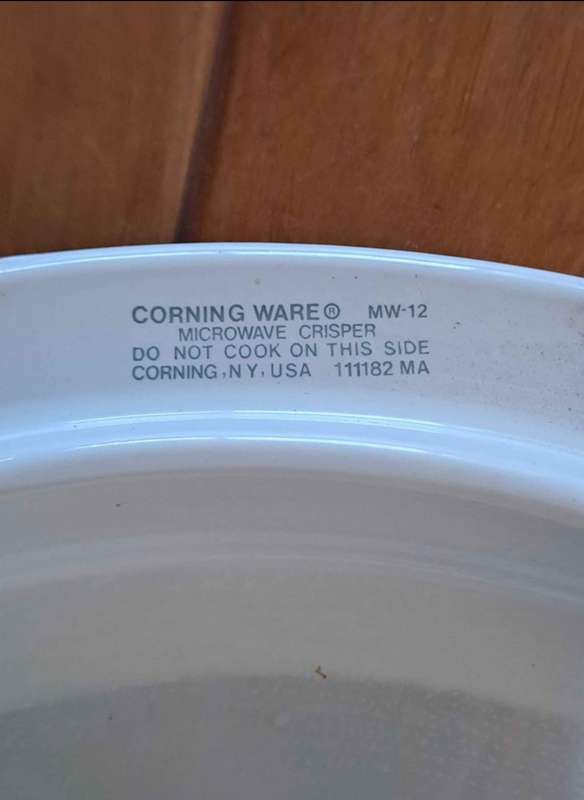 CORNING WARE® MW-12
MICROWAVE CRISPER
DO NOT COOK ON THIS SIDE
CORNING, N Y, USA 111182 MA